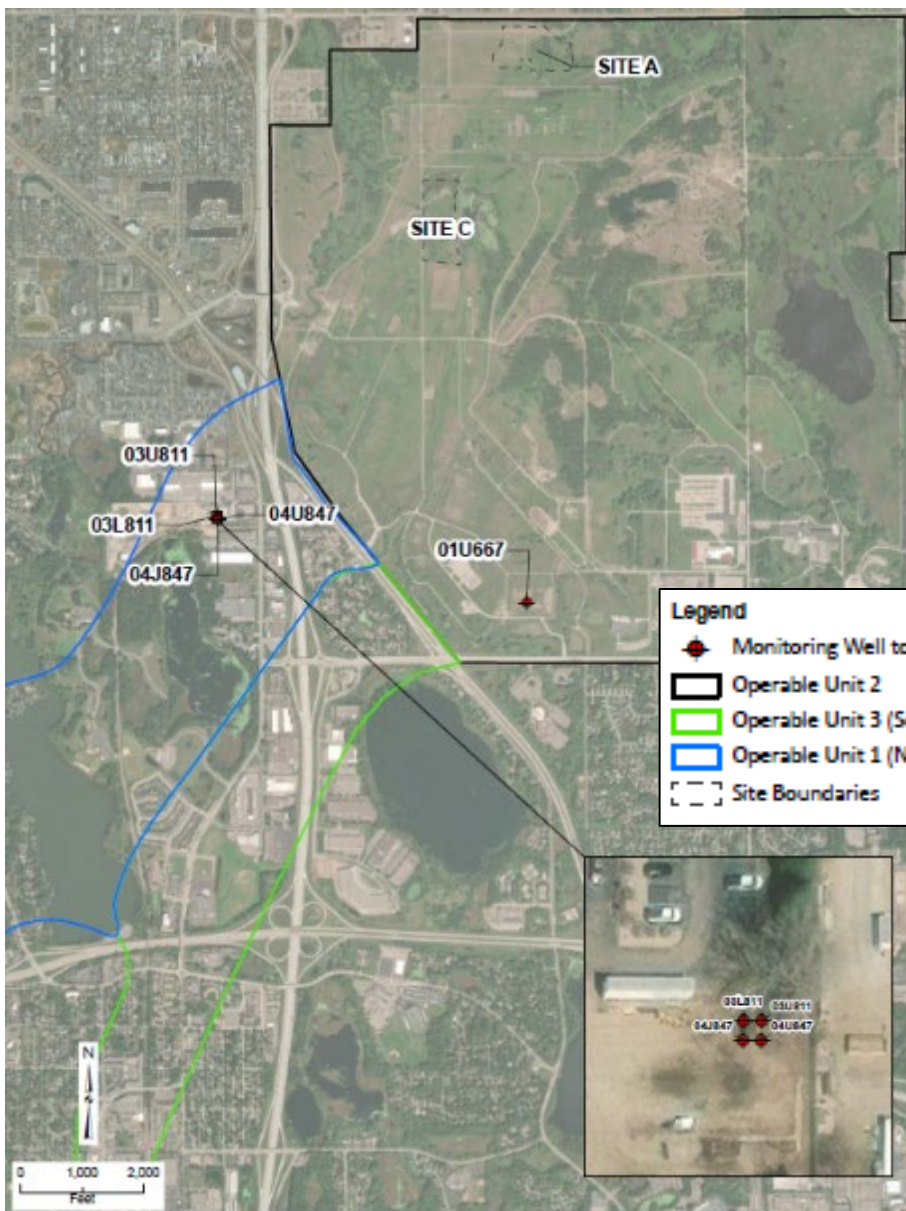 SITE A
SITE C
03U811
03L811
04U847
04J847
01U667
Legend
Monitoring Well to
Operable Unit 2
Operable Unit 3 (S
Operable Unit 1 (N
Site Boundaries
03L811
03U811
04J847
04U847
N
0 1,000 2,000
Feet